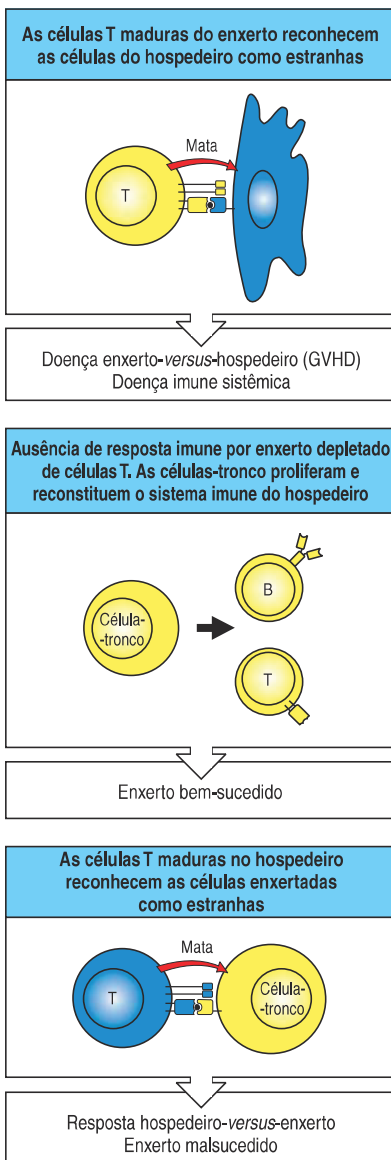 As células T maduras do enxerto reconhecem
as células do hospedeiro como estranhas
Mata
T
Doença enxerto-versus-hospedeiro (GVHD)
Doença imune sistêmica
Ausência de resposta imune por enxerto depletado
de células T. As células-tronco proliferam e
reconstituem o sistema imune do hospedeiro
Célula-
-tronco
B
T
Enxerto bem-sucedido
As células T maduras no hospedeiro
reconhecem as células enxertadas
como estranhas
Mata
T
Célula-
-tronco
Resposta hospedeiro-versus-enxerto
Enxerto malsucedido